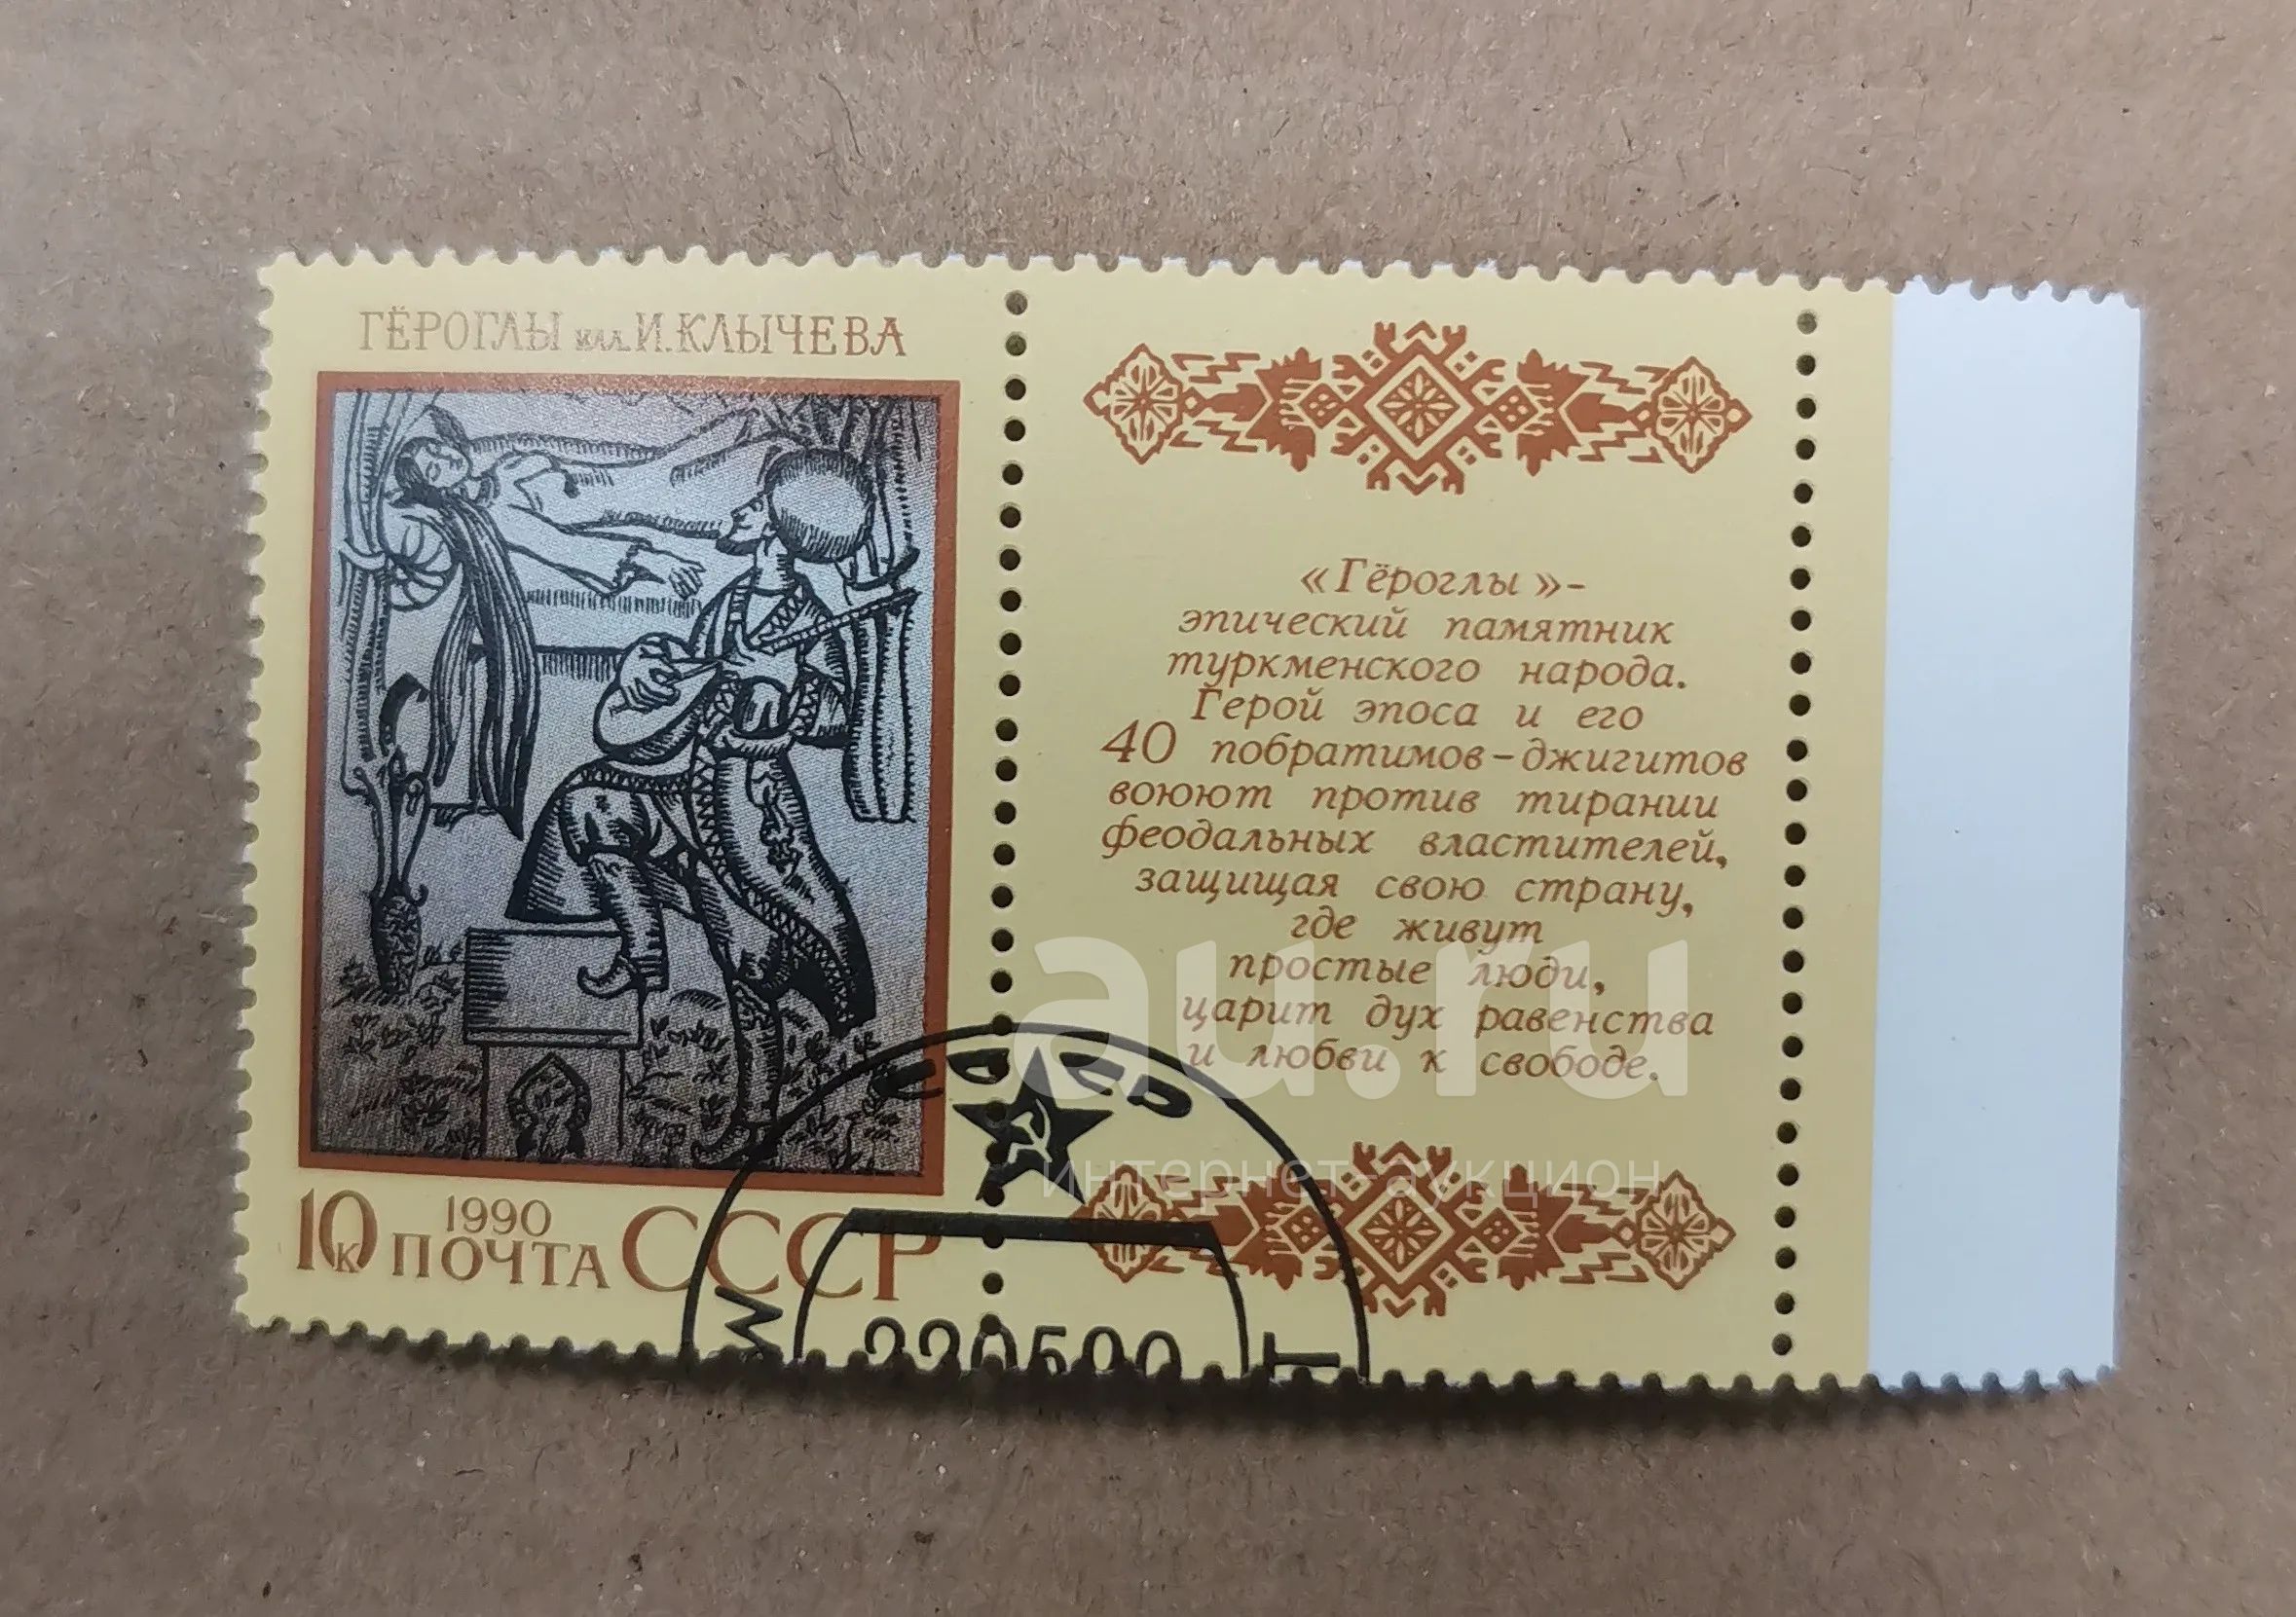 ГЁРОГЛЫ илл. И. КЛЫЧЕВА
10к 1990 ПОЧТА СССР
«Гёроглы»-
эпический памятник
туркменского народа.
Герой эпоса и его
40 побратимов-джигитов
воюют против тирании
феодальных властителей,
защищая свою страну,
где живут
простые люди,
царит дух равенства
и любви к свободе.
СССР
220590
au.ru
интернет-аукцион